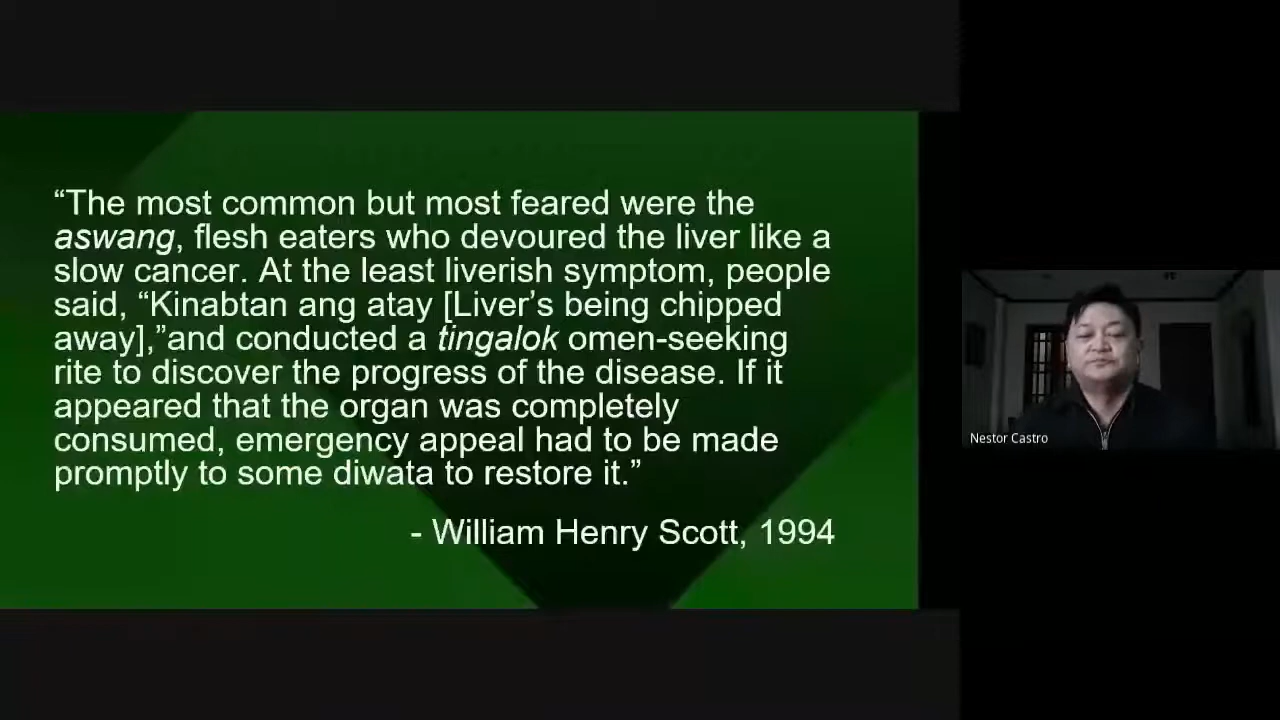 “The most common but most feared were the
aswang, flesh eaters who devoured the liver like a
slow cancer. At the least liverish symptom, people
said, “Kinabtan ang atay [Liver’s being chipped
away],”and conducted a tingalok omen-seeking
rite to discover the progress of the disease. If it
appeared that the organ was completely
consumed, emergency appeal had to be made
promptly to some diwata to restore it.”
- William Henry Scott, 1994
Nestor Castro